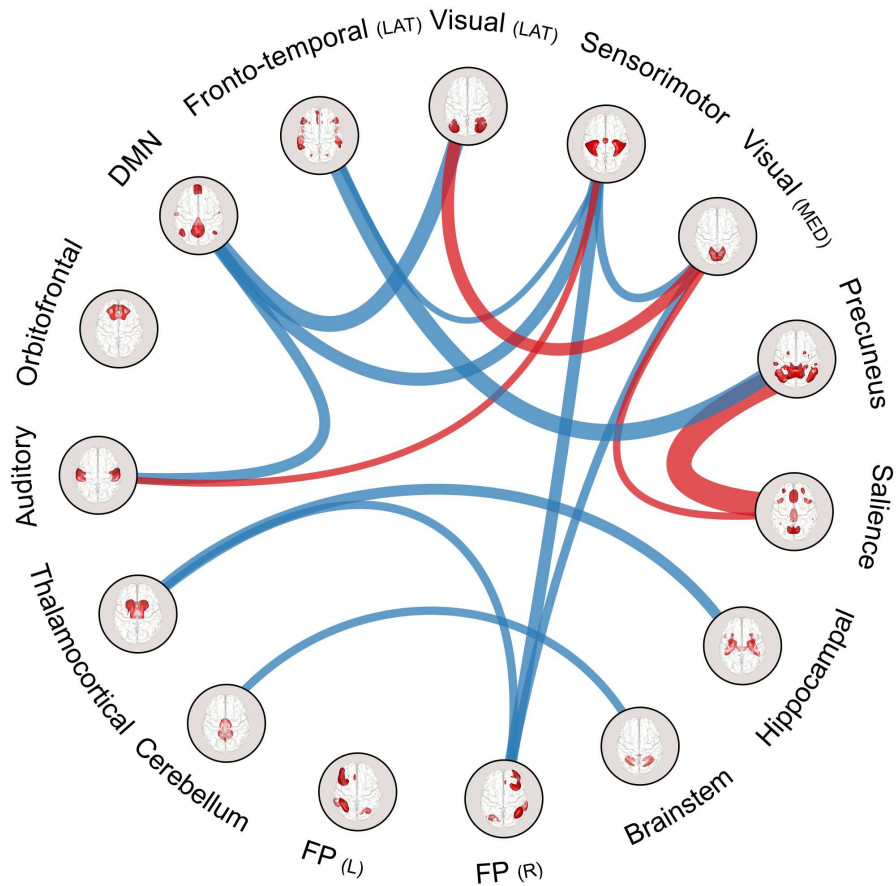 Fronto-temporal (LAT)
Visual (LAT)
Sensorimotor
Visual (MED)
Precuneus
Salience
Hippocampal
Brainstem
FP (R)
FP (L)
Cerebellum
Thalamocortical
Auditory
Orbitofrontal
DMN